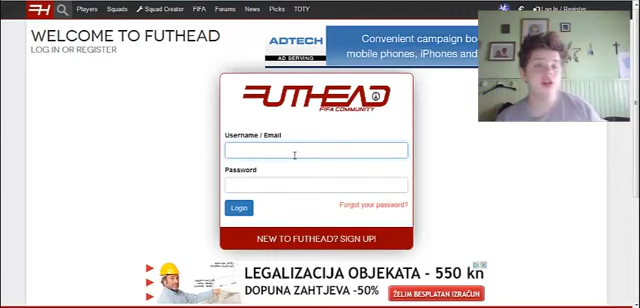 FH Players Squads Squad Creator FIFA Forums News Picks TOTY € Log In / Register
WELCOME TO FUTHEAD
LOG IN OR REGISTER
ADTECH
AD SERVING
Convenient campaign bo
mobile phones, iPhones and
FUTHEAD
FIFA COMMUNITY
Username / Email
Password
Login
Forgot your password?
NEW TO FUTHEAD? SIGN UP!
LEGALIZACIJA OBJEKATA - 550 kn
DOPUNA ZAHTJEVA -50%
ŽELIM BESPLATAN IZRAČUN